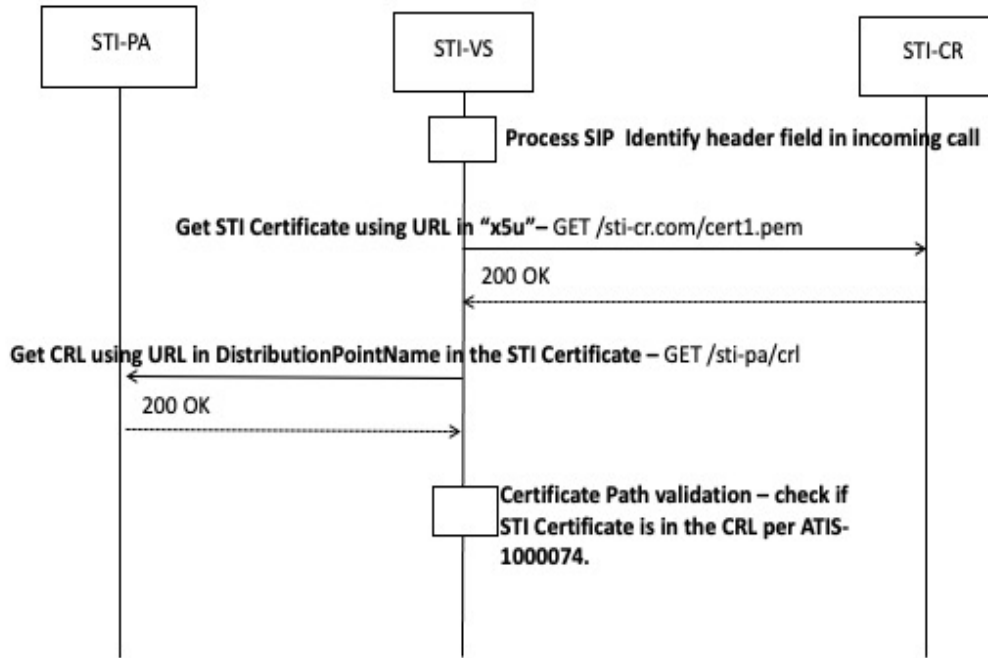 STI-PA
STI-VS
STI-CR
Process SIP Identify header field in incoming call
Get STI Certificate using URL in “x5u”– GET /sti-cr.com/cert1.pem
200 OK
Get CRL using URL in DistributionPointName in the STI Certificate – GET /sti-pa/crl
200 OK
Certificate Path validation – check if
STI Certificate is in the CRL per ATIS-
1000074.